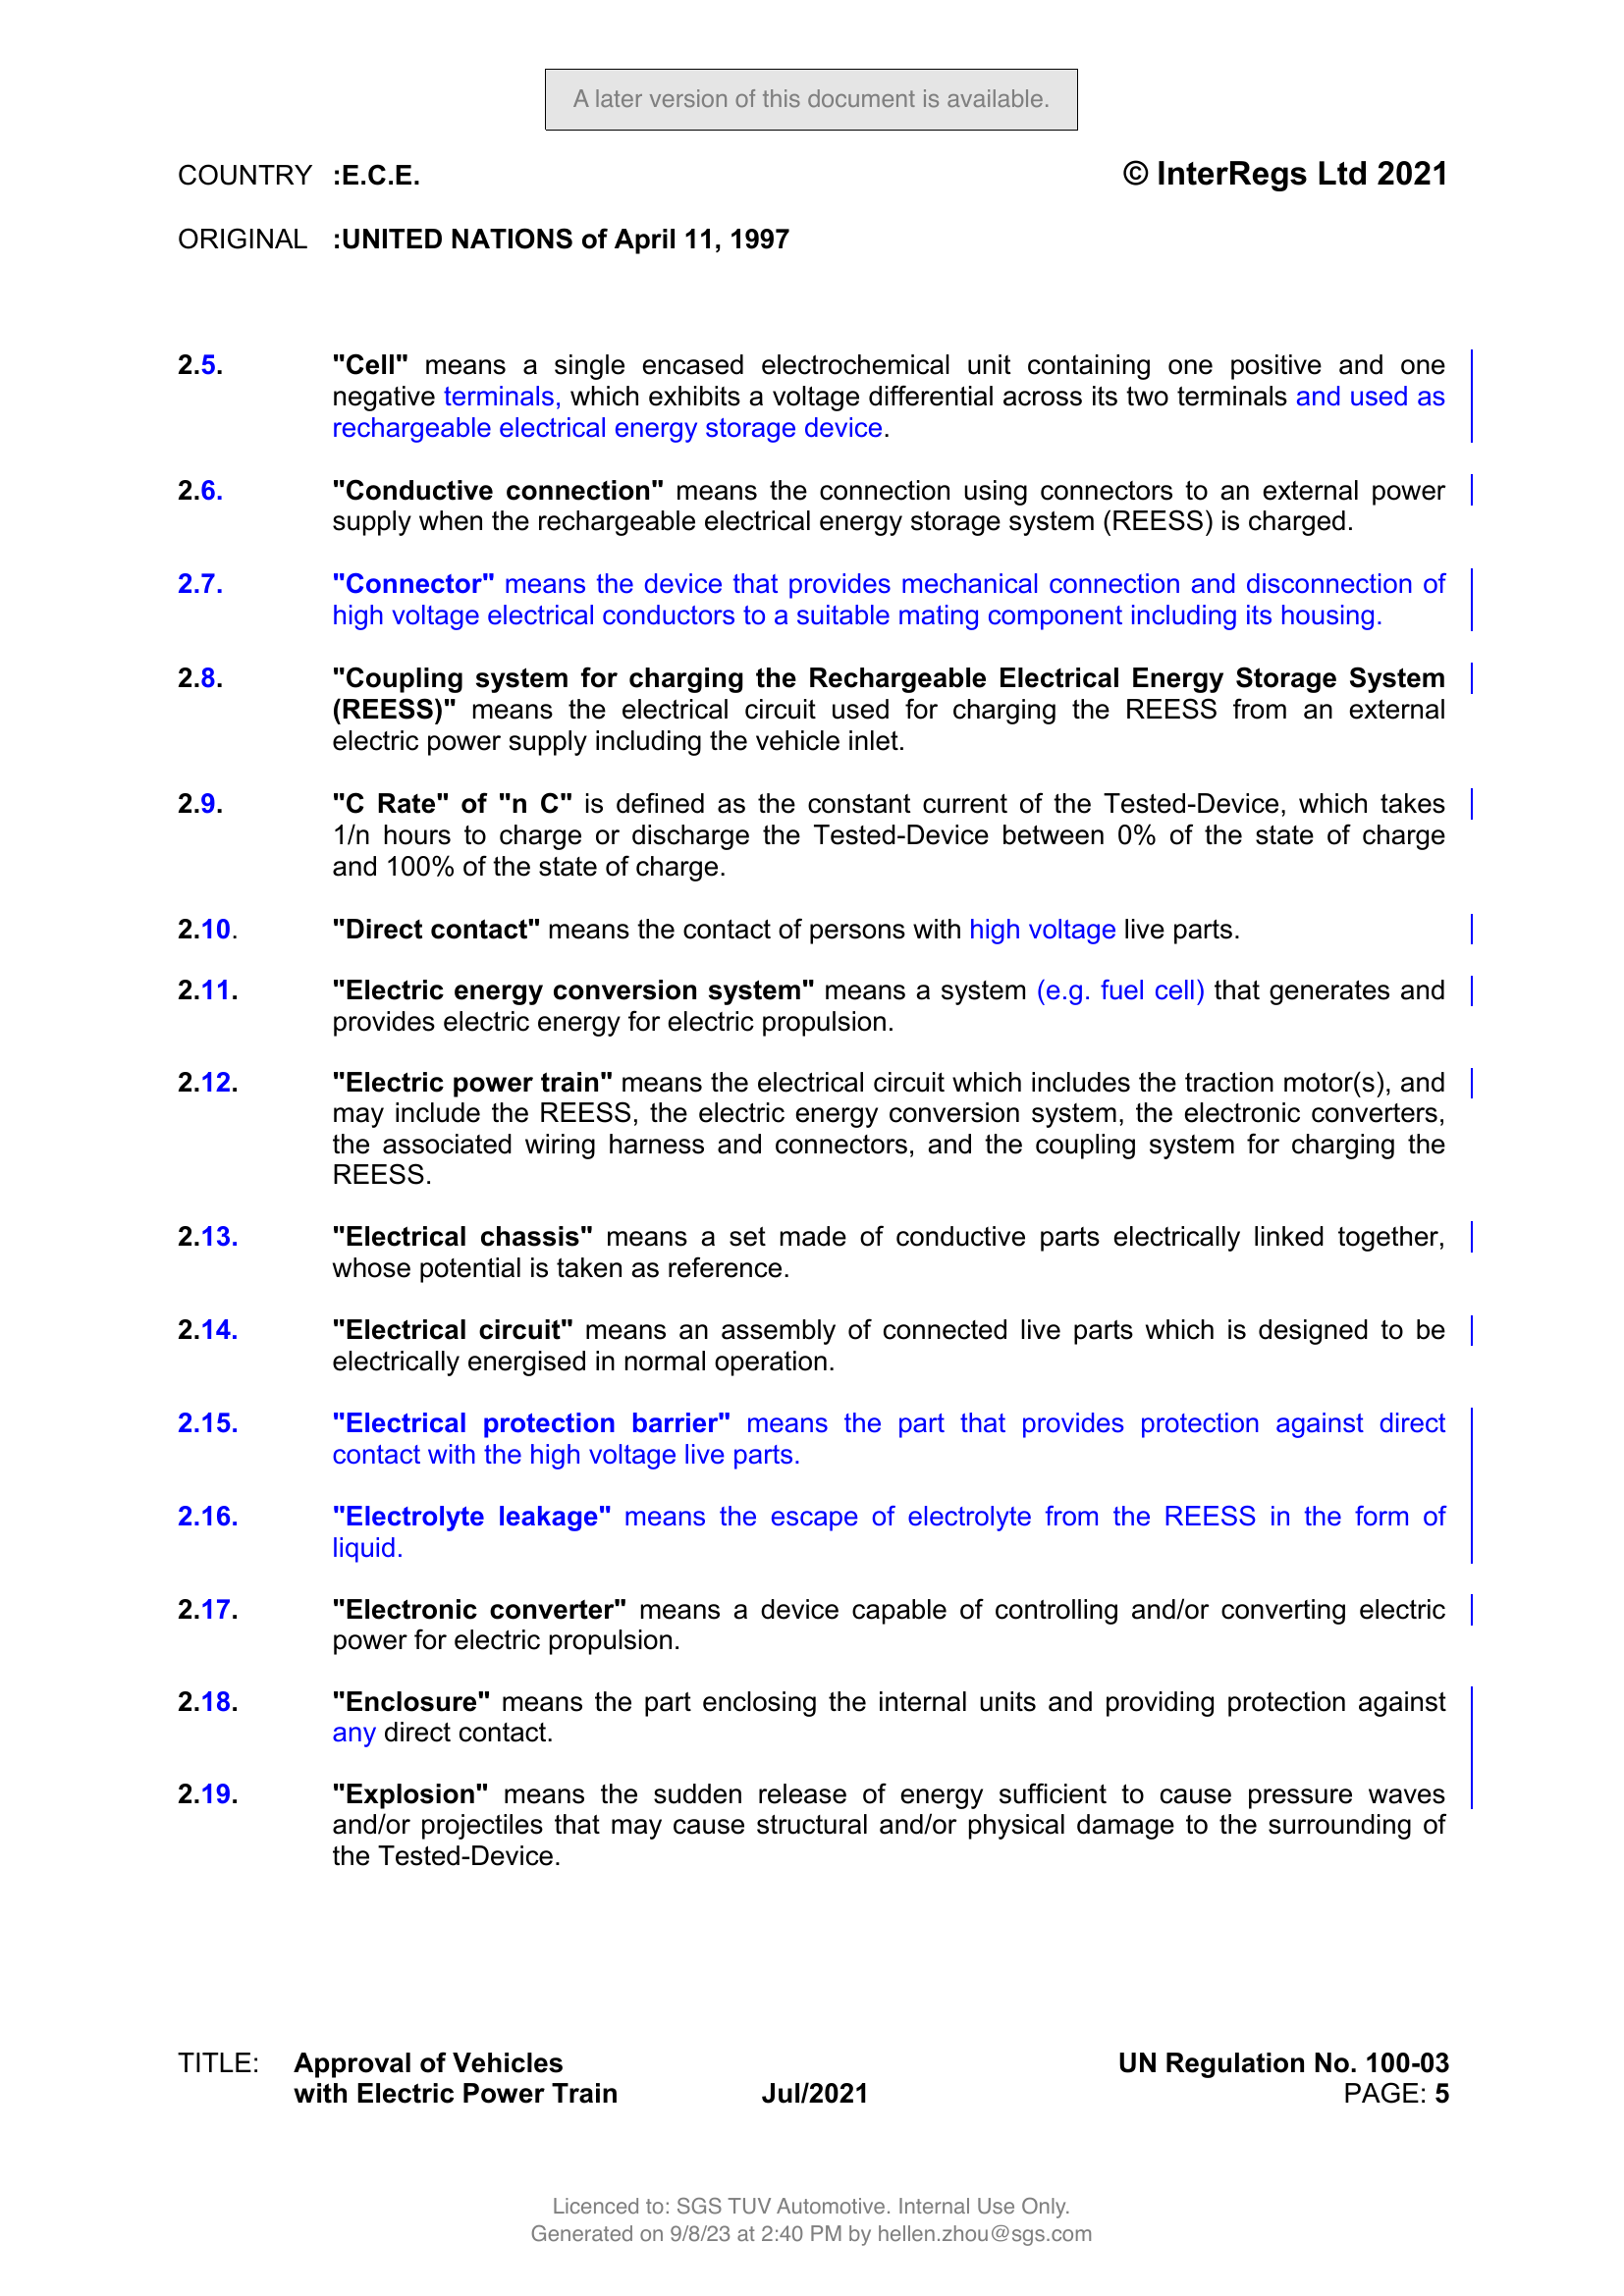 A later version of this document is available.
COUNTRY :E.C.E. © InterRegs Ltd 2021
ORIGINAL :UNITED NATIONS of April 11, 1997
2.5. "Cell" means a single encased electrochemical unit containing one positive and one
negative terminals, which exhibits a voltage differential across its two terminals and used as
rechargeable electrical energy storage device.
2.6. "Conductive connection" means the connection using connectors to an external power
supply when the rechargeable electrical energy storage system (REESS) is charged.
2.7. "Connector" means the device that provides mechanical connection and disconnection of
high voltage electrical conductors to a suitable mating component including its housing.
2.8. "Coupling system for charging the Rechargeable Electrical Energy Storage System
(REESS)" means the electrical circuit used for charging the REESS from an external
electric power supply including the vehicle inlet.
2.9. "C Rate" of "n C" is defined as the constant current of the Tested-Device, which takes
1/n hours to charge or discharge the Tested-Device between 0% of the state of charge
and 100% of the state of charge.
2.10. "Direct contact" means the contact of persons with high voltage live parts.
2.11. "Electric energy conversion system" means a system (e.g. fuel cell) that generates and
provides electric energy for electric propulsion.
2.12. "Electric power train" means the electrical circuit which includes the traction motor(s), and
may include the REESS, the electric energy conversion system, the electronic converters,
the associated wiring harness and connectors, and the coupling system for charging the
REESS.
2.13. "Electrical chassis" means a set made of conductive parts electrically linked together,
whose potential is taken as reference.
2.14. "Electrical circuit" means an assembly of connected live parts which is designed to be
electrically energised in normal operation.
2.15. "Electrical protection barrier" means the part that provides protection against direct
contact with the high voltage live parts.
2.16. "Electrolyte leakage" means the escape of electrolyte from the REESS in the form of
liquid.
2.17. "Electronic converter" means a device capable of controlling and/or converting electric
power for electric propulsion.
2.18. "Enclosure" means the part enclosing the internal units and providing protection against
any direct contact.
2.19. "Explosion" means the sudden release of energy sufficient to cause pressure waves
and/or projectiles that may cause structural and/or physical damage to the surrounding of
the Tested-Device.
TITLE: Approval of Vehicles UN Regulation No. 100-03
with Electric Power Train Jul/2021 PAGE: 5
Licenced to: SGS TUV Automotive. Internal Use Only.
Generated on 9/8/23 at 2:40 PM by hellen.zhou@sgs.com